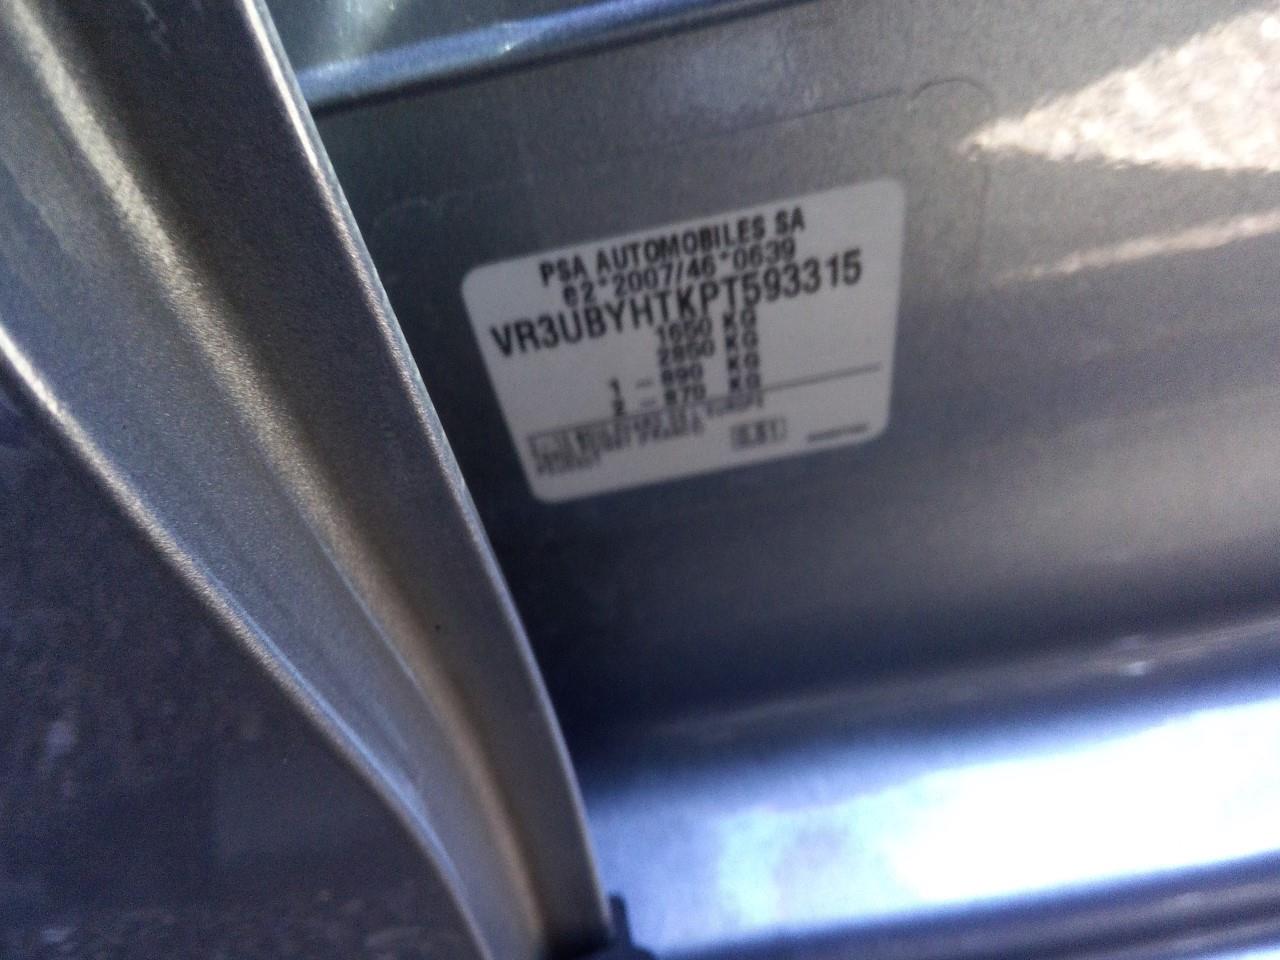 PSA AUTOMOBILES SA
e2*2007/46*0639
VR3UBYHTKPT593315
1650 KG
2850 KG
1 - 890 KG
2 - 870 KG